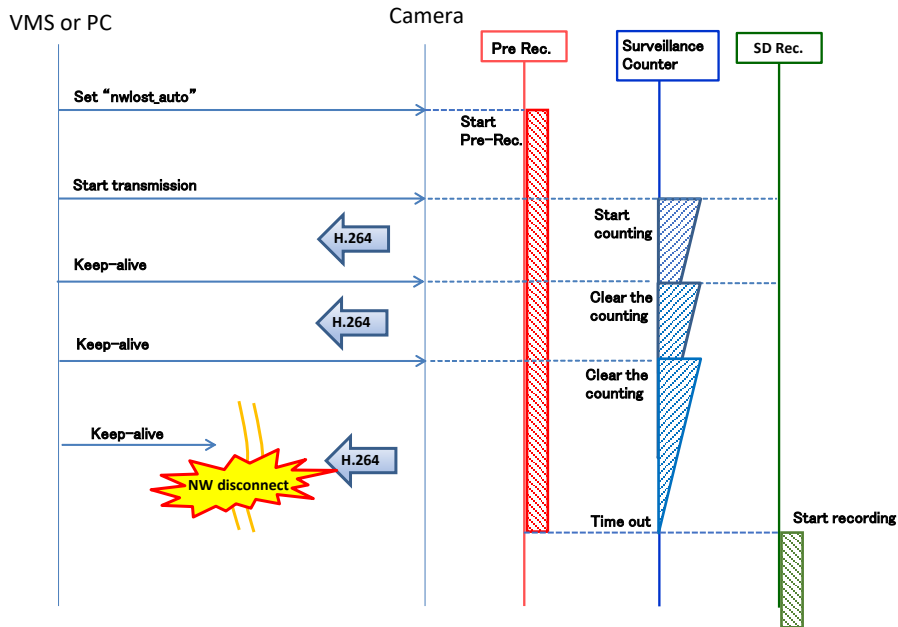 VMS or PC
Camera
Pre Rec.
Surveillance
Counter
SD Rec.
Set “nwlost_auto”
Start
Pre-Rec.
Start transmission
Start
counting
H.264
Keep-alive
Clear the
counting
H.264
Keep-alive
Clear the
counting
Keep-alive
H.264
NW disconnect
Time out
Start recording